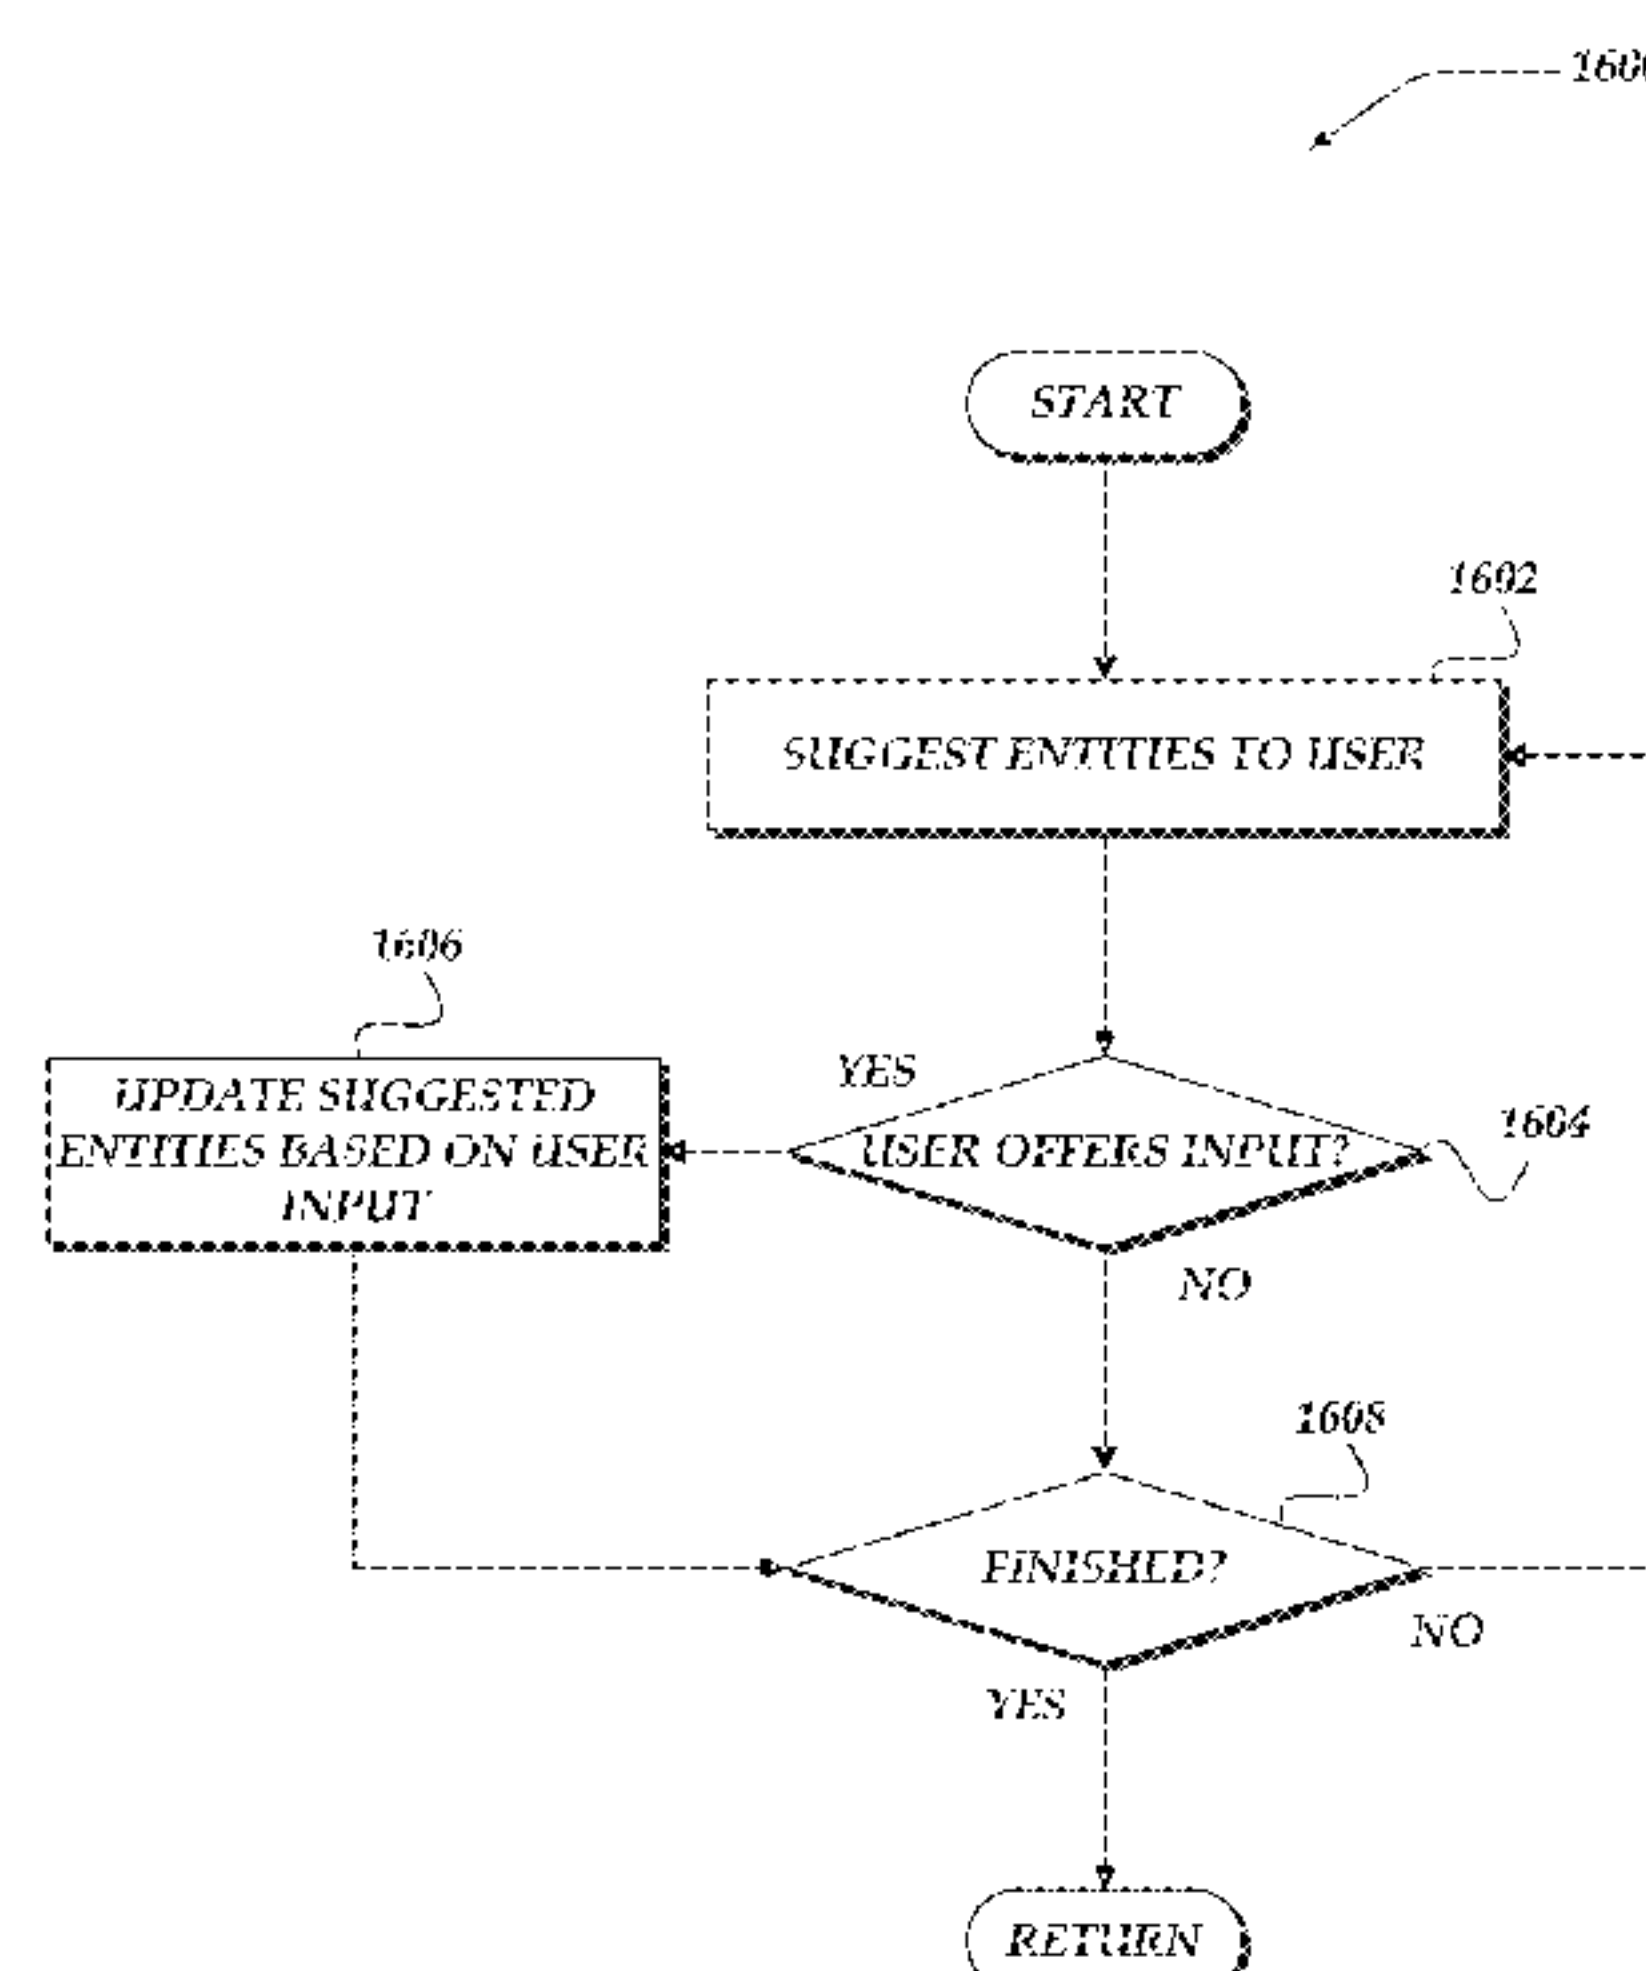 160
START
1602
SUGGEST ENTITIES TO USER
1606
YES
UPDATE SUGGESTED
ENTITIES BASED ON USER
INPUT
USER OFFERS INPUT?
1604
NO
1608
FINISHED?
NO
YES
RETURN